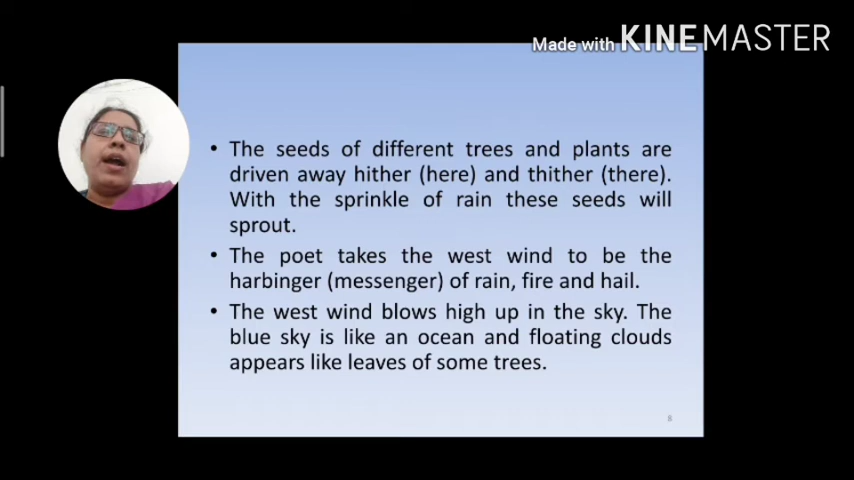 Made with KINEMASTER
• The seeds of different trees and plants are
driven away hither (here) and thither (there).
With the sprinkle of rain these seeds will
sprout.
• The poet takes the west wind to be the
harbinger (messenger) of rain, fire and hail.
• The west wind blows high up in the sky. The
blue sky is like an ocean and floating clouds
appears like leaves of some trees.
8